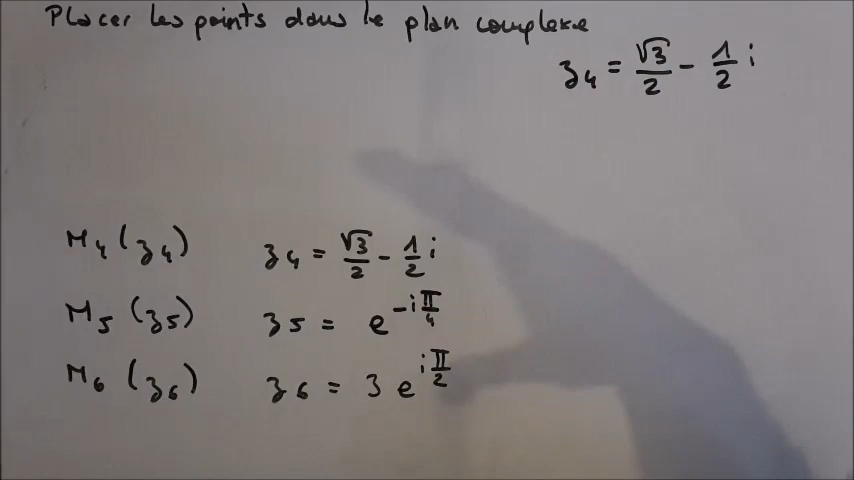 Placer les points dans le plan complexe
z₄ = √3/2 - 1/2 i
M₄ (z₄) z₄ = √3/2 - 1/2 i
M₅ (z₅) z₅ = e^(-iπ/4)
M₆ (z₆) z₆ = 3 e^(iπ/2)